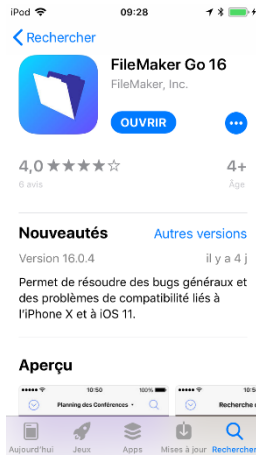 iPod 09:28
Rechercher
FileMaker Go 16
FileMaker, Inc.
OUVRIR
4,0 ★★★★☆ 4+
6 avis Âge
Nouveautés Autres versions
Version 16.0.4 il y a 4 j
Permet de résoudre des bugs généraux et
des problèmes de compatibilité liés à
l'iPhone X et à iOS 11.
Aperçu
10:50 100% 10:50
Planning des Conférences Recherche
Aujourd'hui Jeux Apps Mises à jour Rechercher